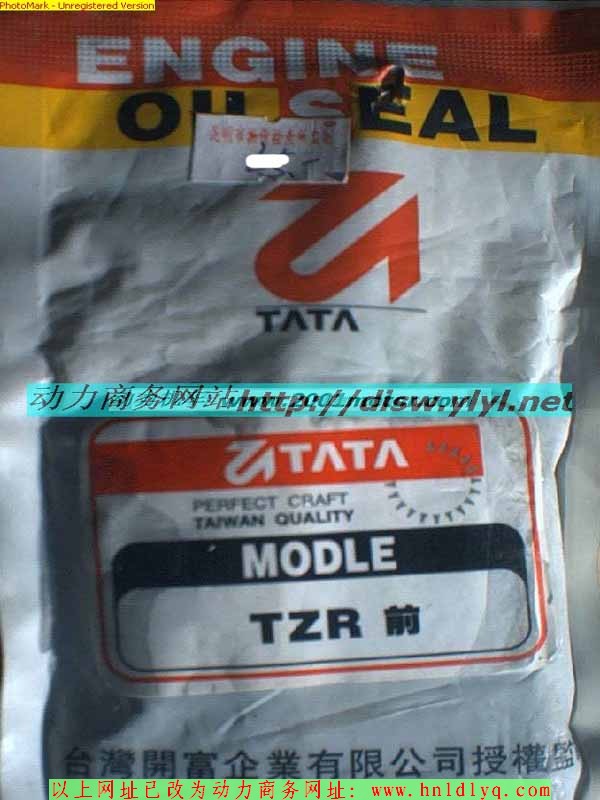 PhotoMark - Unregistered Version
ENGINE
OIL SEAL
TATA
动力商务网站 http://disw.ylyl.net
TATA
PERFECT CRAFT
TAIWAN QUALITY
MODLE
TZR 前
台灣開富企業有限公司授權監
以上网址已改为动力商务网址: www.hnldlyq.com